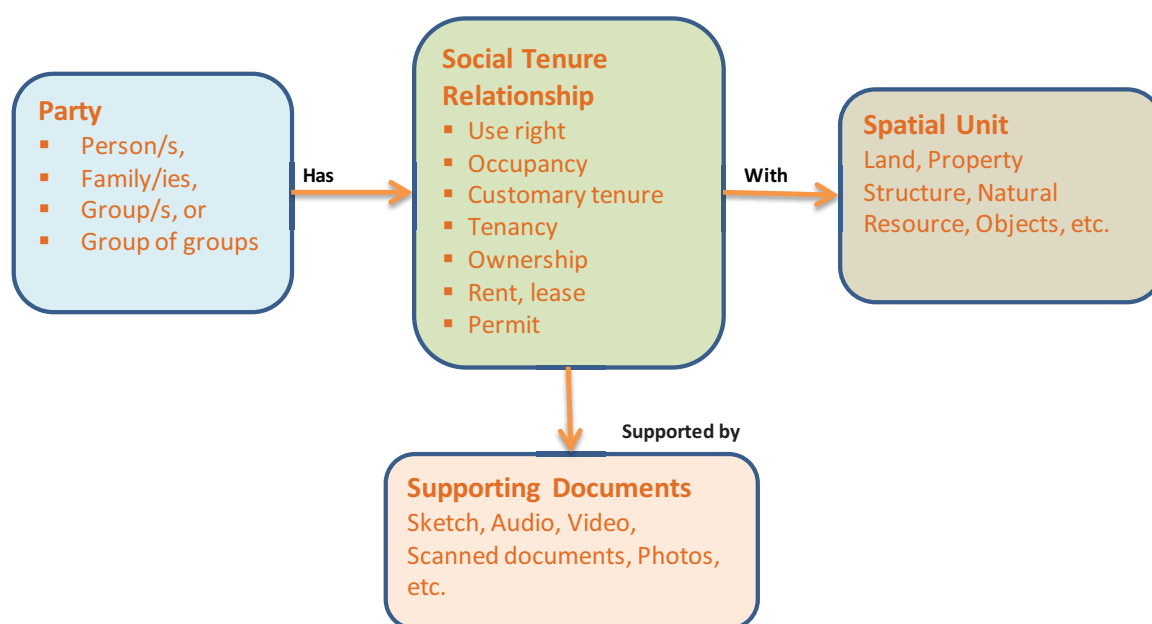 Party
▪ Person/s,
▪ Family/ies,
▪ Group/s, or
▪ Group of groups
Has
Social Tenure
Relationship
▪ Use right
▪ Occupancy
▪ Customary tenure
▪ Tenancy
▪ Ownership
▪ Rent, lease
▪ Permit
With
Spatial Unit
Land, Property
Structure, Natural
Resource, Objects, etc.
Supported by
Supporting Documents
Sketch, Audio, Video,
Scanned documents, Photos,
etc.